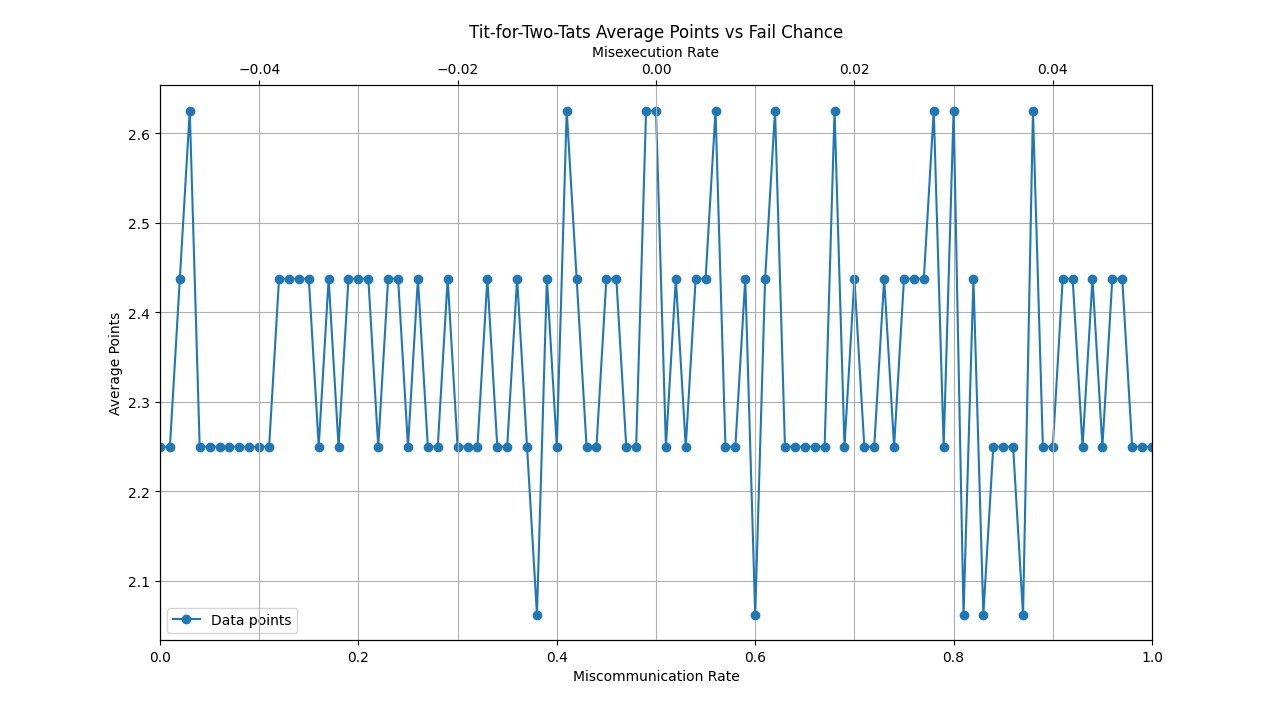 Tit-for-Two-Tats Average Points vs Fail Chance
Misexecution Rate
−0.04 −0.02 0.00 0.02 0.04
2.6
2.5
2.4
2.3
2.2
2.1
Average Points
Data points
0.0 0.2 0.4 0.6 0.8 1.0
Miscommunication Rate